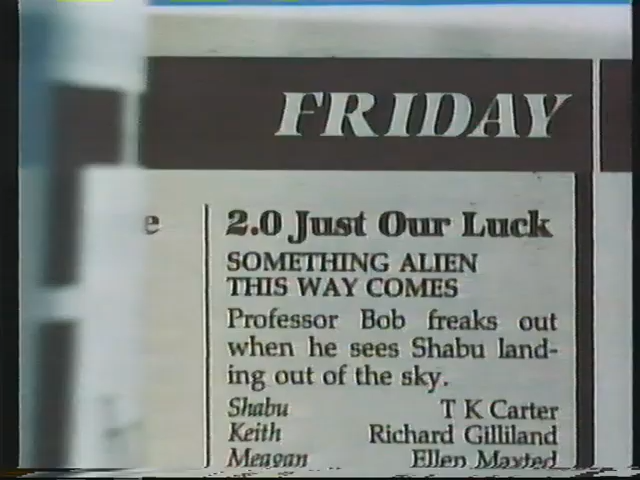 FRIDAY
e
2.0 Just Our Luck
SOMETHING ALIEN
THIS WAY COMES
Professor Bob freaks out
when he sees Shabu land-
ing out of the sky.
Shabu T K Carter
Keith Richard Gilliland
Meagan Ellen Maxted